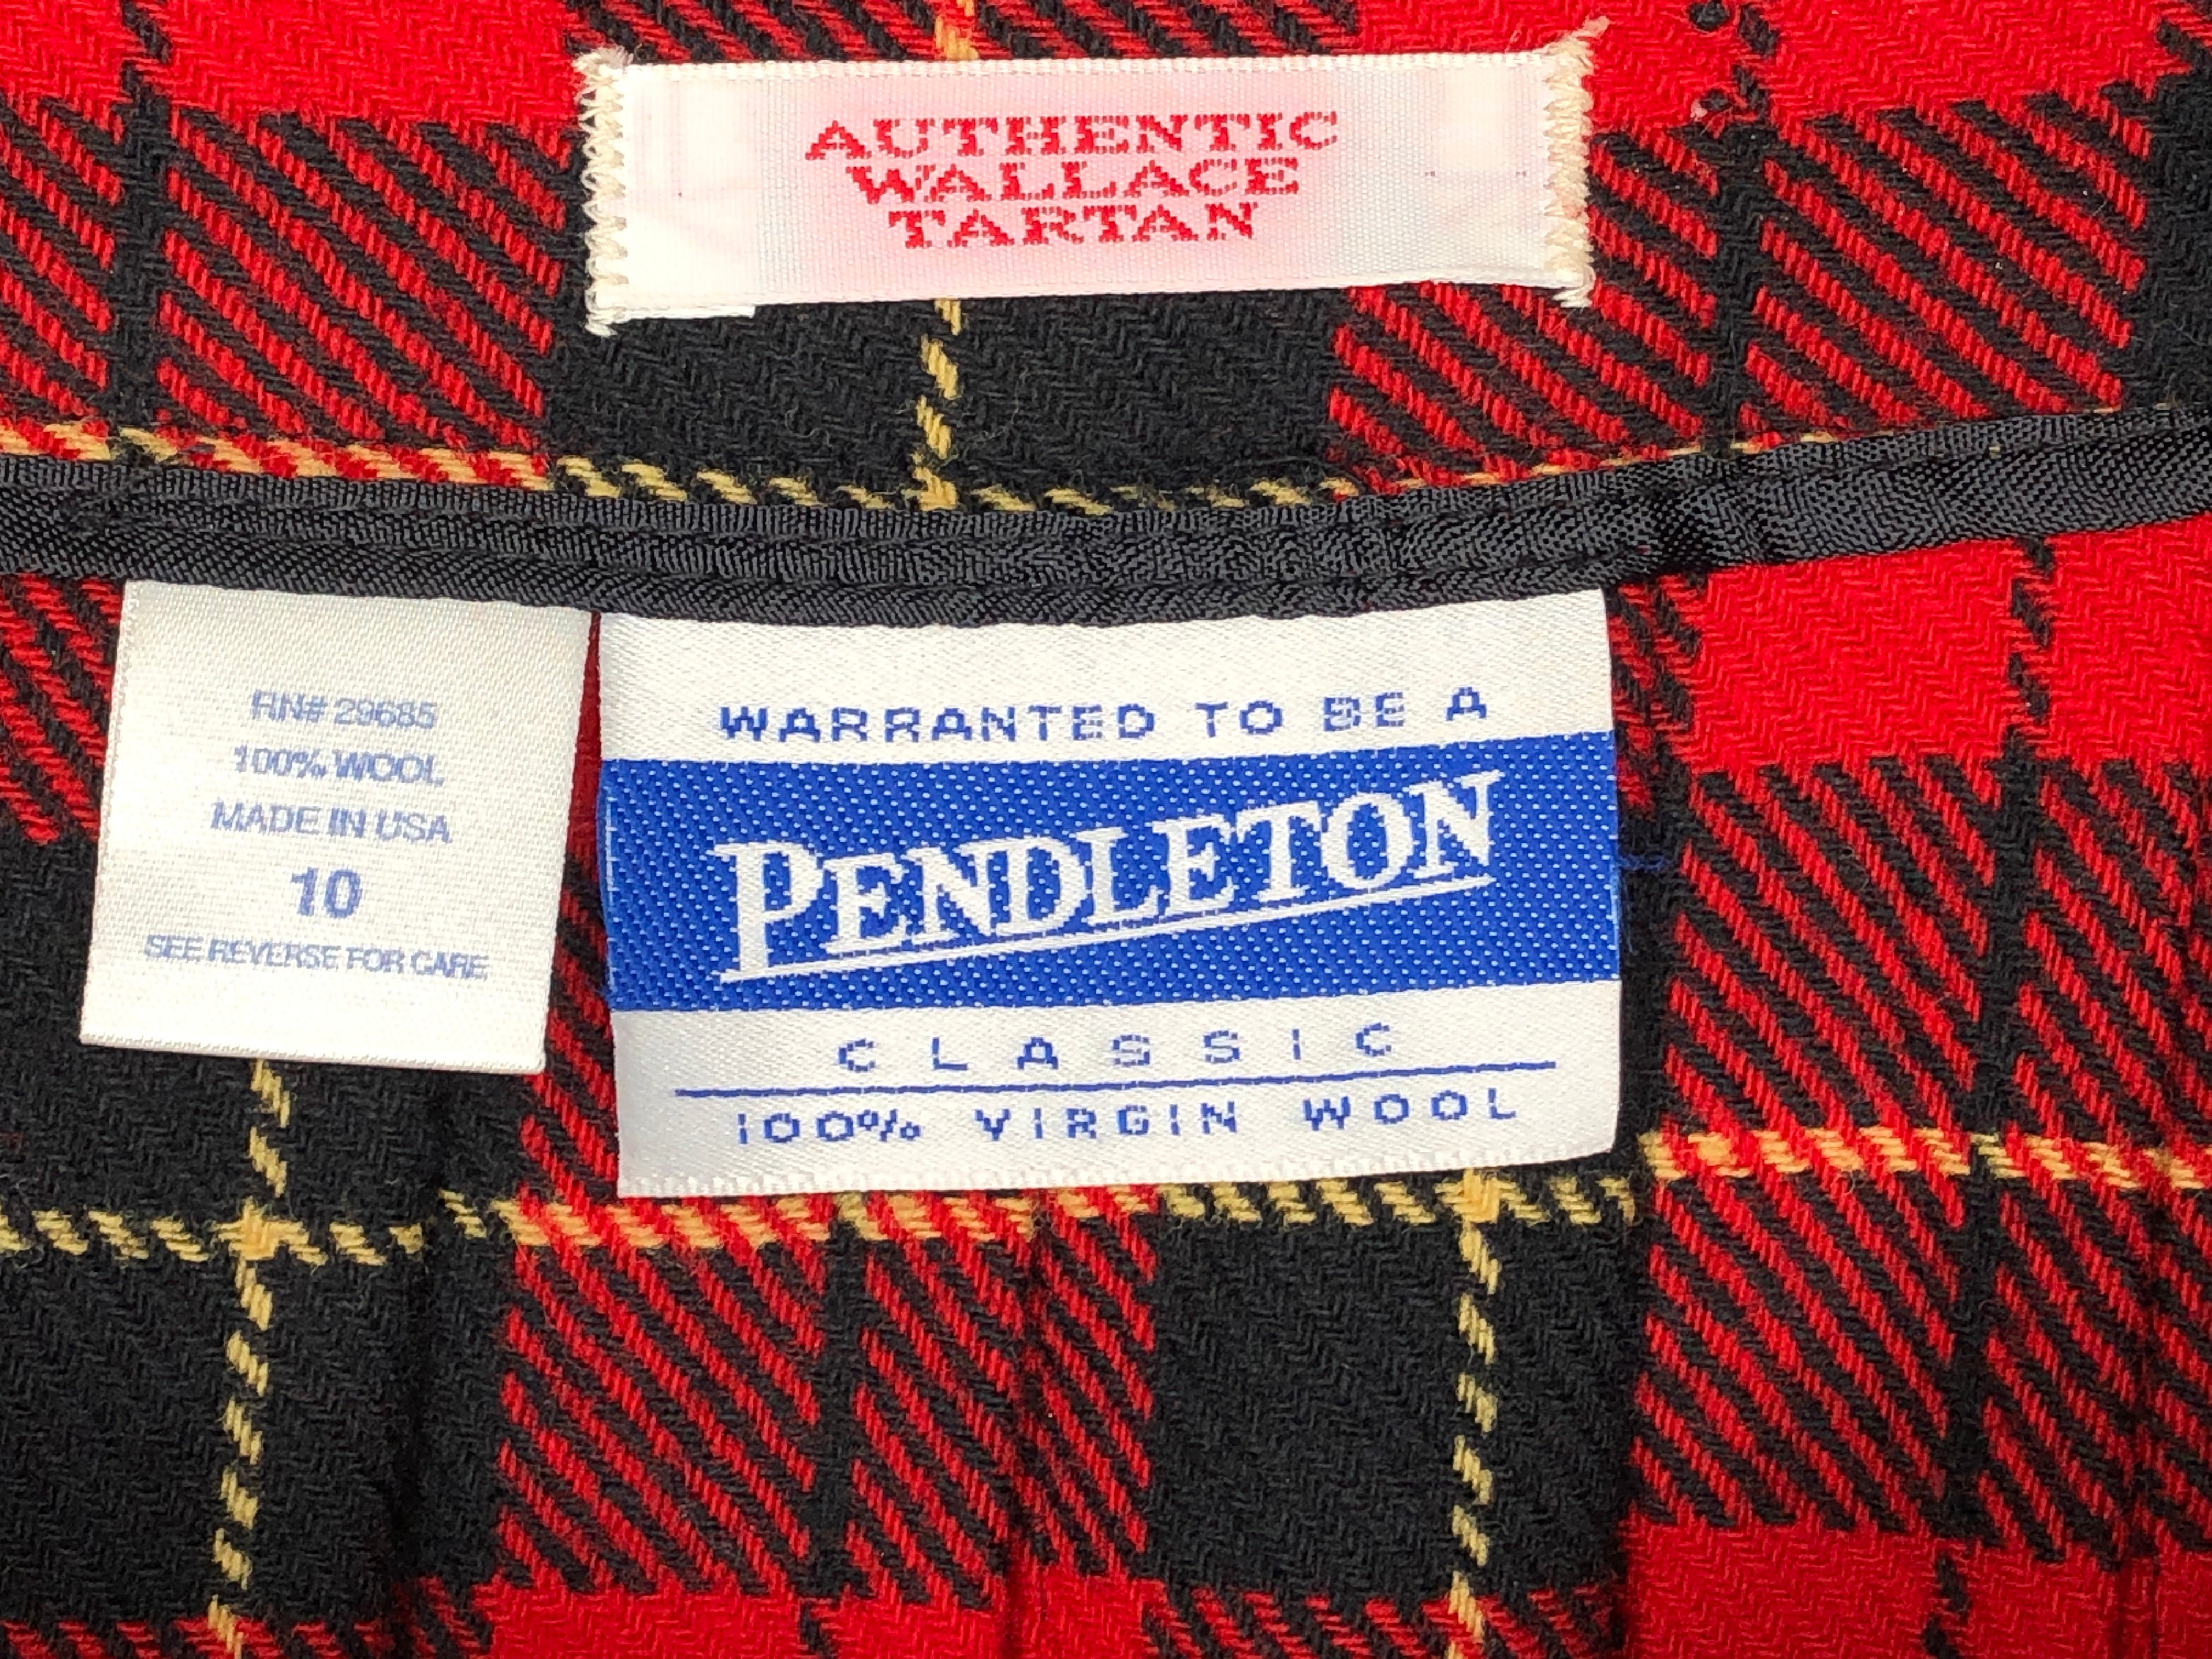 AUTHENTIC
WALLACE
TARTAN
RN# 29685
100% WOOL
MADE IN USA
10
SEE REVERSE FOR CARE
WARRANTED TO BE A
PENDLETON
CLASSIC
100% VIRGIN WOOL